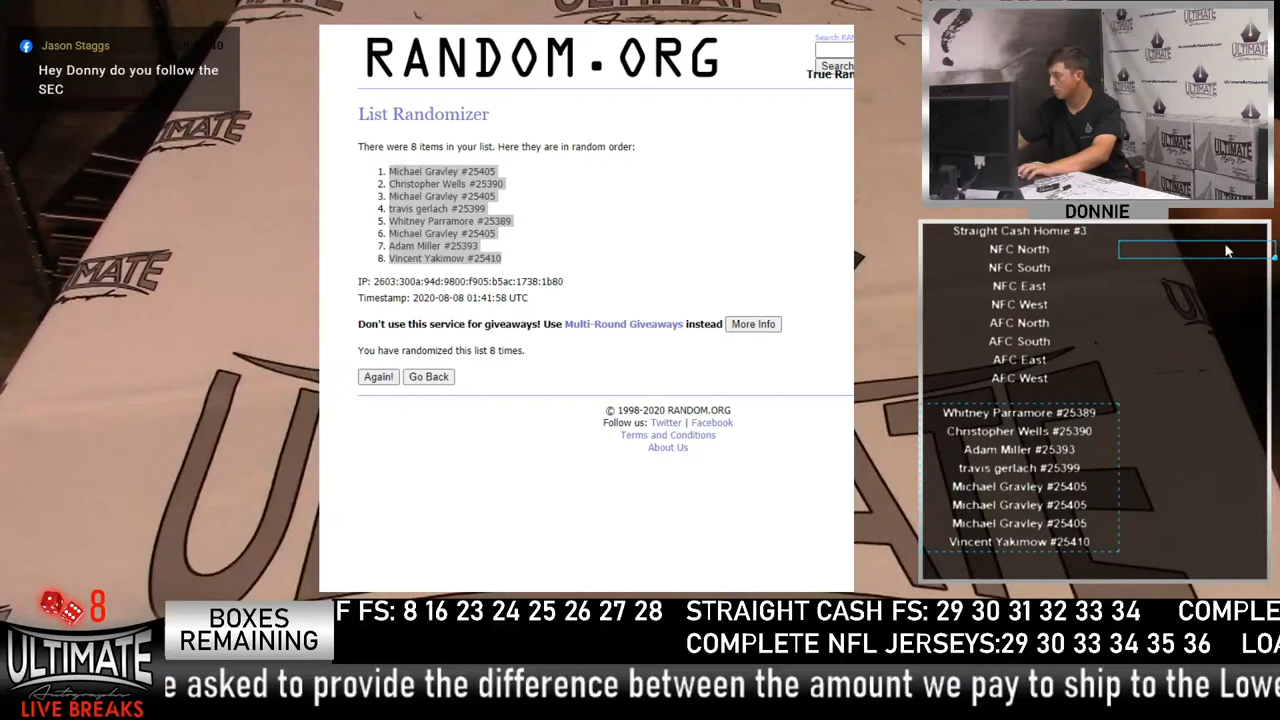 Jason Staggs
Hey Donny do you follow the
SEC
RANDOM.ORG
Search RAN
Search
True Ran
List Randomizer
There were 8 items in your list. Here they are in random order:
1. Michael Gravley #25405
2. Christopher Wells #25390
3. Michael Gravley #25405
4. travis gerlach #25399
5. Whitney Parramore #25389
6. Michael Gravley #25405
7. Adam Miller #25393
8. Vincent Yakimow #25410
IP: 2603:300a:94d:9800:f905:b5ac:1738:1b80
Timestamp: 2020-08-08 01:41:58 UTC
Don't use this service for giveaways! Use Multi-Round Giveaways instead More Info
You have randomized this list 8 times.
Again! Go Back
© 1998-2020 RANDOM.ORG
Follow us: Twitter | Facebook
Terms and Conditions
About Us
ULTIMATE
ULTIMATE
DONNIE
Straight Cash Homie #3
NFC North
NFC South
NFC East
NFC West
AFC North
AFC South
AFC East
AFC West
Whitney Parramore #25389
Christopher Wells #25390
Adam Miller #25393
travis gerlach #25399
Michael Gravley #25405
Michael Gravley #25405
Michael Gravley #25405
Vincent Yakimow #25410
8
BOXES
REMAINING
F FS: 8 16 23 24 25 26 27 28 STRAIGHT CASH FS: 29 30 31 32 33 34 COMPLE
COMPLETE NFL JERSEYS:29 30 33 34 35 36 LOA
ULTIMATE
Autographs
LIVE BREAKS
e asked to provide the difference between the amount we pay to ship to the Lowe